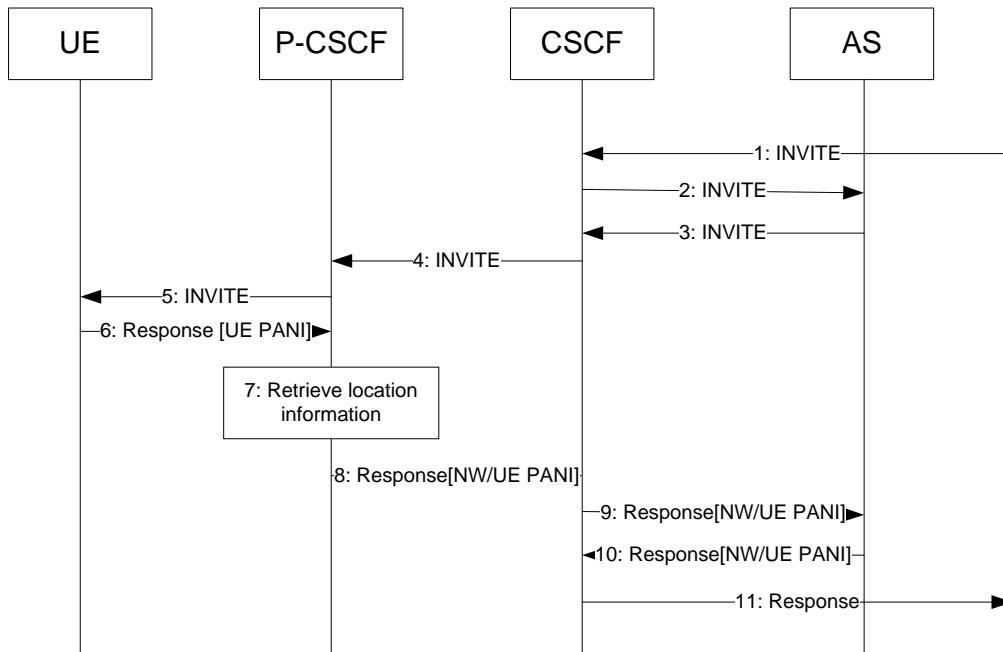 UE
P-CSCF
CSCF
AS
1: INVITE
2: INVITE
3: INVITE
4: INVITE
5: INVITE
6: Response [UE PANI]
7: Retrieve location
information
8: Response[NW/UE PANI]
9: Response[NW/UE PANI]
10: Response[NW/UE PANI]
11: Response